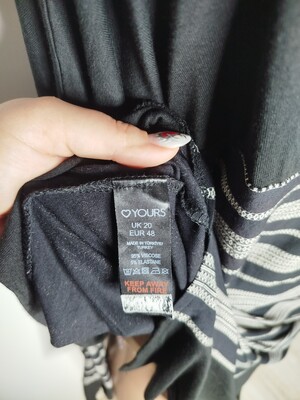 ♡YOURS
UK 20
EUR 48
MADE IN
TURKEY
95% VISCOSE
5% ELASTANE
KEEP AWAY
FROM FIRE